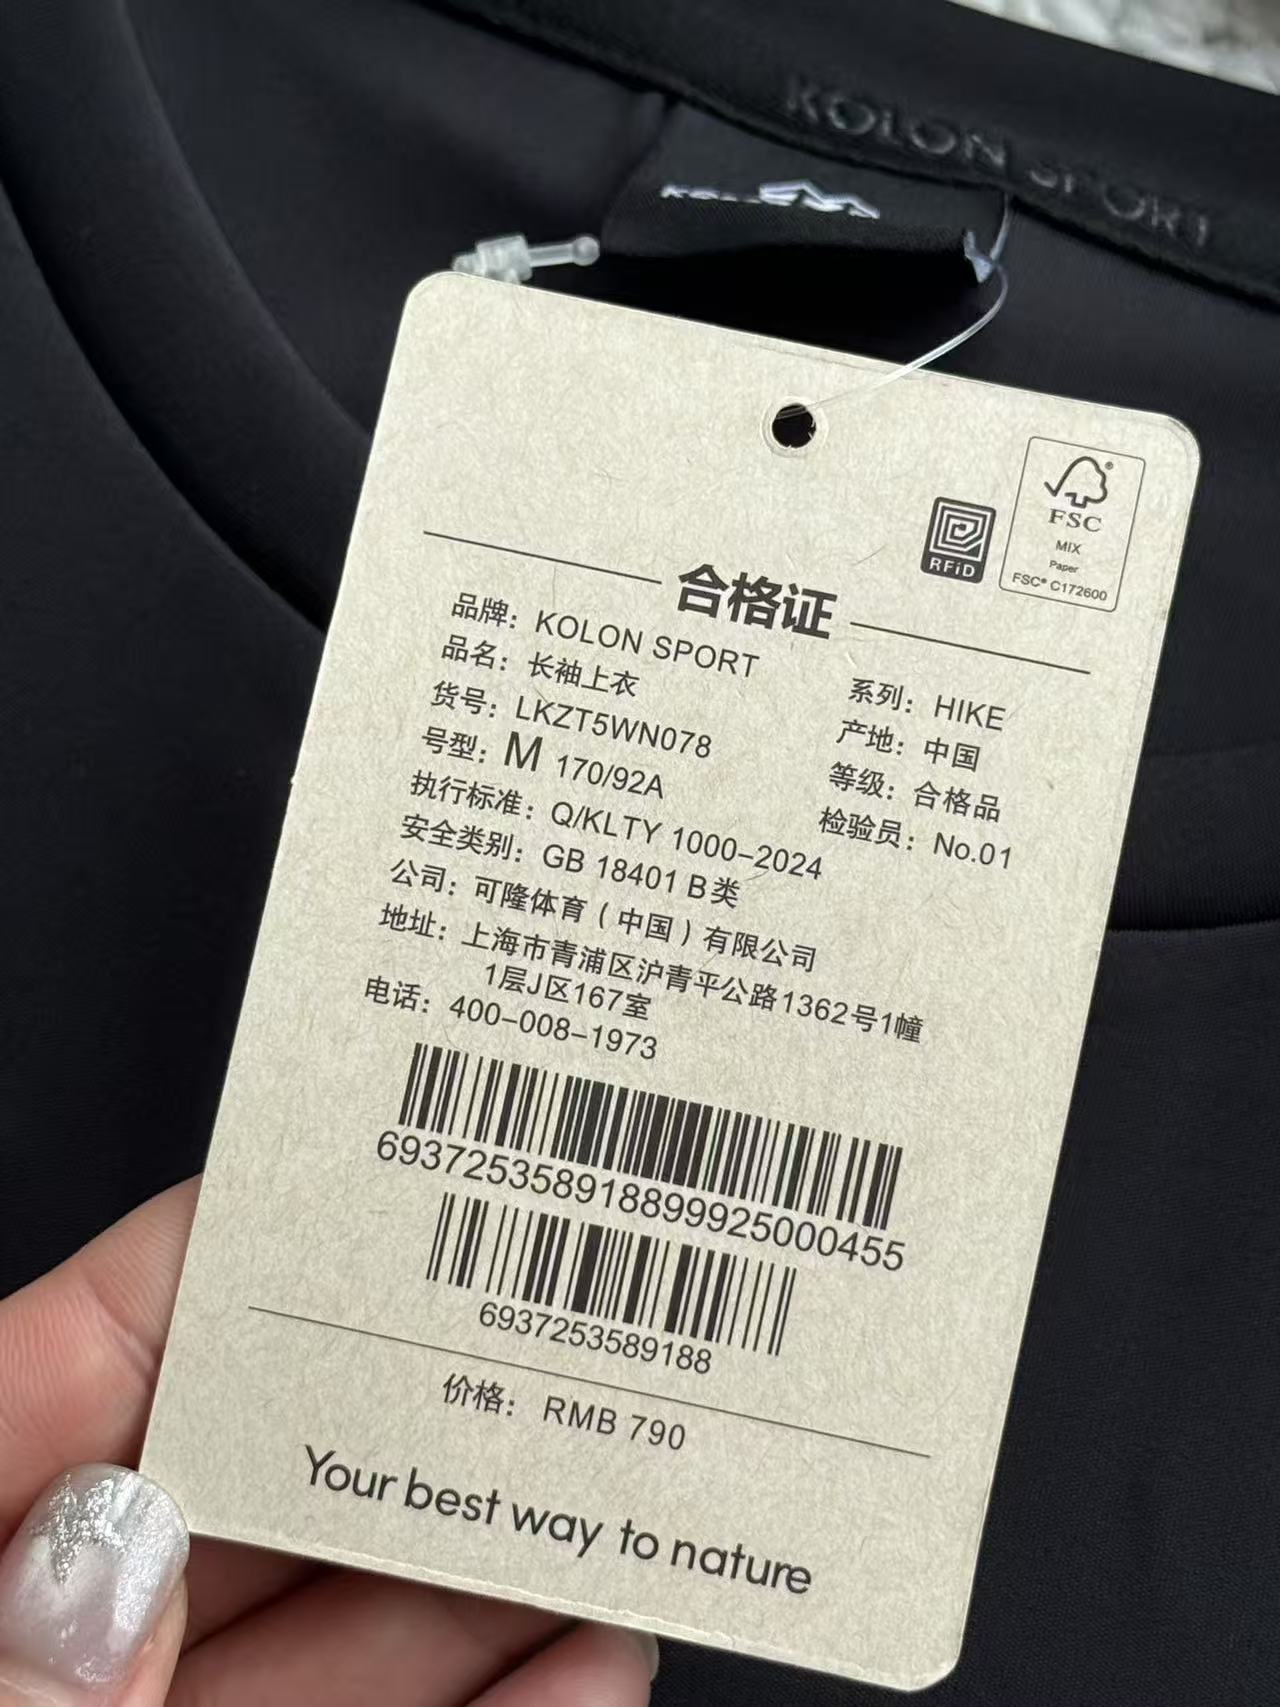 KOLON SPORT
FSC
MIX
Paper
FSC® C172600
RFiD
合格证
品牌：KOLON SPORT
系列：HIKE
品名：长袖上衣
产地：中国
货号：LKZT5WN078
等级：合格品
号型：M 170/92A
检验员：No.01
执行标准：Q/KLTY 1000-2024
安全类别：GB 18401 B类
公司：可隆体育（中国）有限公司
地址：上海市青浦区沪青平公路1362号1幢
1层J区167室
电话：400-008-1973
693725358918899925000455
6937253589188
价格：RMB 790
Your best way to nature